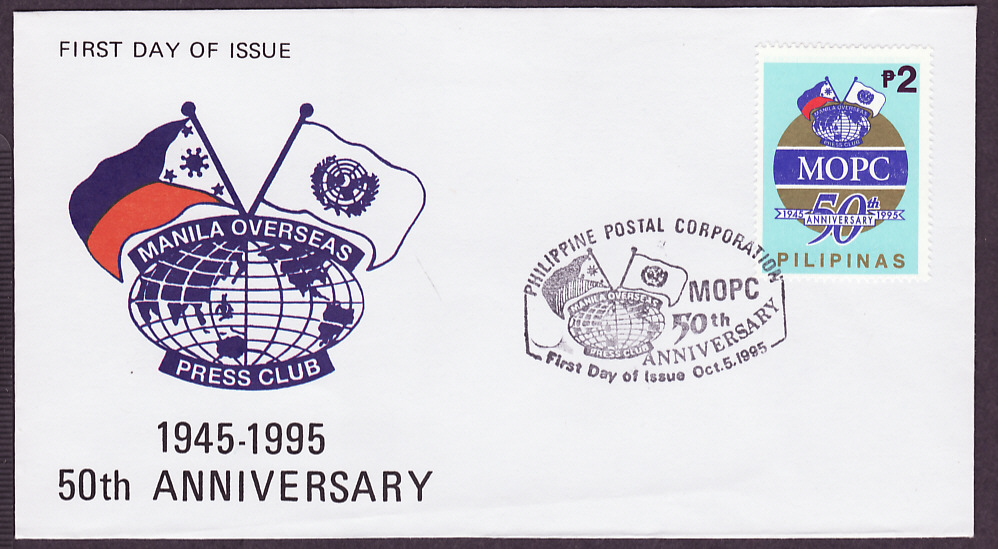 FIRST DAY OF ISSUE
MANILA OVERSEAS
PRESS CLUB
1945-1995
50th ANNIVERSARY
PHILIPPINE POSTAL CORPORATION
MANILA OVERSEAS
PRESS CLUB
MOPC
50th
ANNIVERSARY
First Day of Issue Oct.5.1995
₱2
MANILA OVERSEAS
PRESS CLUB
MOPC
50th
1945 ANNIVERSARY 1995
PILIPINAS